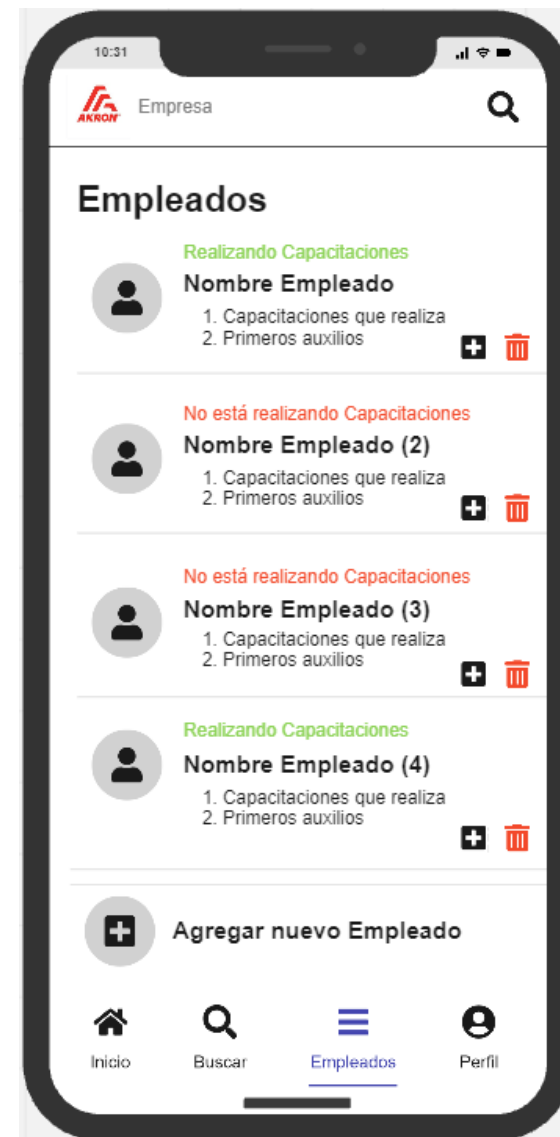 10:31
AKRON
Empresa
Empleados
Realizando Capacitaciones
Nombre Empleado
1. Capacitaciones que realiza
2. Primeros auxilios
No está realizando Capacitaciones
Nombre Empleado (2)
1. Capacitaciones que realiza
2. Primeros auxilios
No está realizando Capacitaciones
Nombre Empleado (3)
1. Capacitaciones que realiza
2. Primeros auxilios
Realizando Capacitaciones
Nombre Empleado (4)
1. Capacitaciones que realiza
2. Primeros auxilios
Agregar nuevo Empleado
Inicio
Buscar
Empleados
Perfil